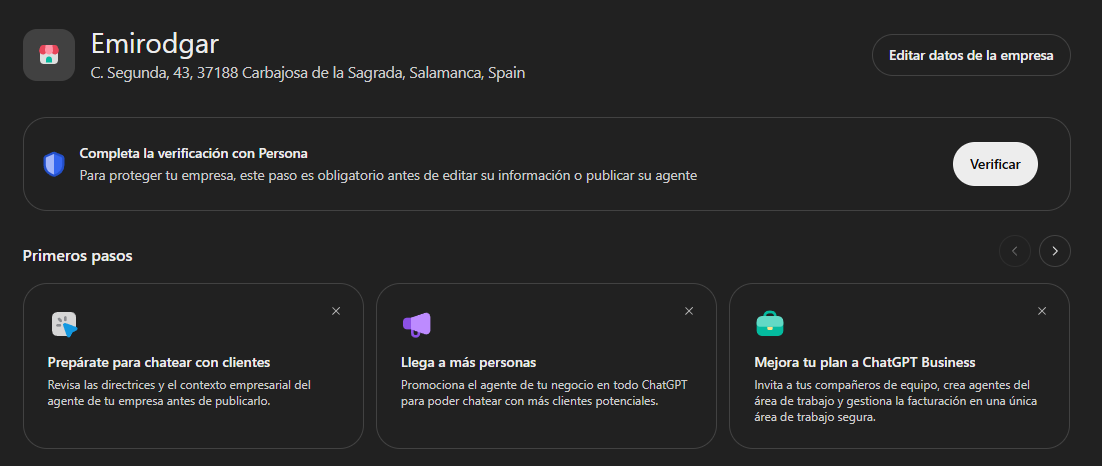 Emirodgar
C. Segunda, 43, 37188 Carbajosa de la Sagrada, Salamanca, Spain
Editar datos de la empresa
Completa la verificación con Persona
Para proteger tu empresa, este paso es obligatorio antes de editar su información o publicar su agente
Verificar
Primeros pasos
Prepárate para chatear con clientes
Revisa las directrices y el contexto empresarial del
agente de tu empresa antes de publicarlo.
Llega a más personas
Promociona el agente de tu negocio en todo ChatGPT
para poder chatear con más clientes potenciales.
Mejora tu plan a ChatGPT Business
Invita a tus compañeros de equipo, crea agentes del
área de trabajo y gestiona la facturación en una única
área de trabajo segura.